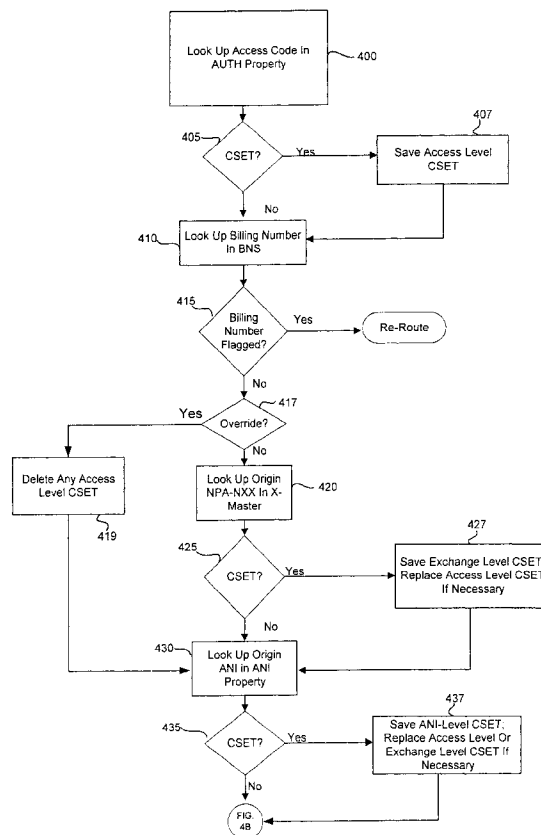 Look Up Access Code In
AUTH Property
400
405
CSET?
Yes
407
Save Access Level
CSET
No
410
Look Up Billing Number
In BNS
415
Billing
Number
Flagged?
Yes
Re-Route
No
417
Yes
Override?
No
Delete Any Access
Level CSET
419
Look Up Origin
NPA-NXX In X-
Master
420
425
CSET?
Yes
427
Save Exchange Level CSET;
Replace Access Level CSET
If Necessary
No
430
Look Up Origin
ANI in ANI
Property
435
CSET?
Yes
437
Save ANI-Level CSET;
Replace Access Level Or
Exchange Level CSET If
Necessary
No
FIG.
4B